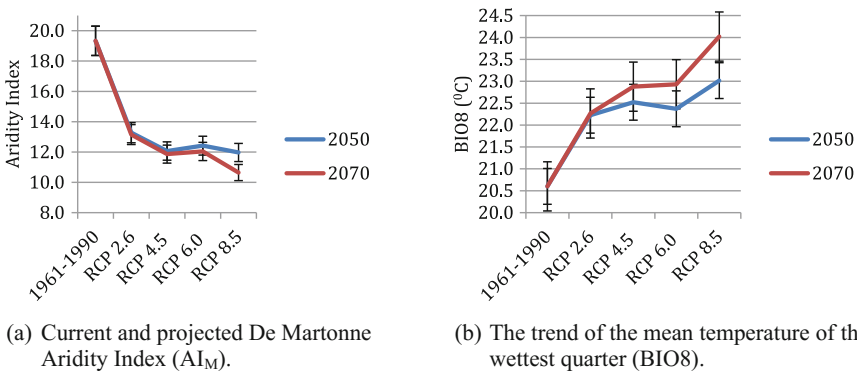 20.0
18.0
16.0
14.0
12.0
10.0
8.0
Aridity Index
1961-1990
RCP 2.6
RCP 4.5
RCP 6.0
RCP 8.5
2050
2070
24.5
24.0
23.5
23.0
22.5
22.0
21.5
21.0
20.5
20.0
BIO8 (⁰C)
1961-1990
RCP 2.6
RCP 4.5
RCP 6.0
RCP 8.5
2050
2070
(a) Current and projected De Martonne
Aridity Index (AIM).
(b) The trend of the mean temperature of th
wettest quarter (BIO8).